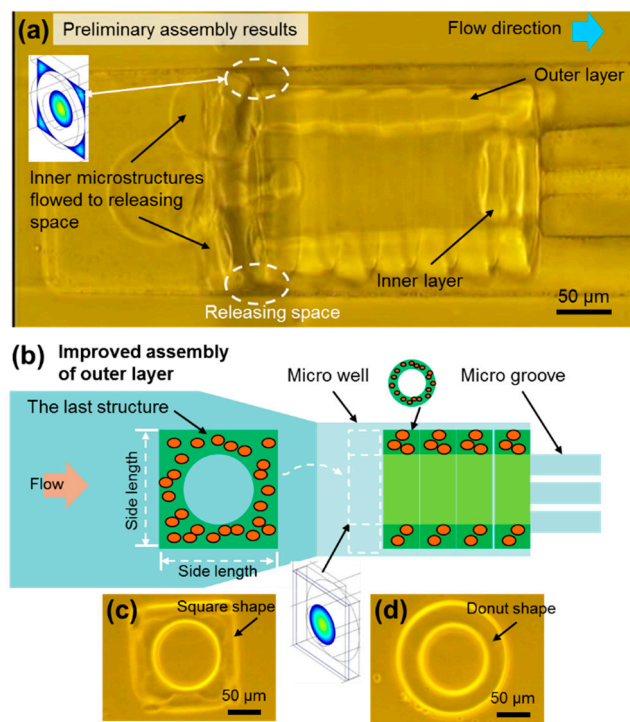 (a) Preliminary assembly results
Flow direction
Outer layer
Inner microstructures
flowed to releasing
space
Inner layer
Releasing space
50 µm
(b) Improved assembly
of outer layer
Micro well
Micro groove
The last structure
Flow
Side length
Side length
(c) Square shape
50 µm
(d) Donut shape
50 µm